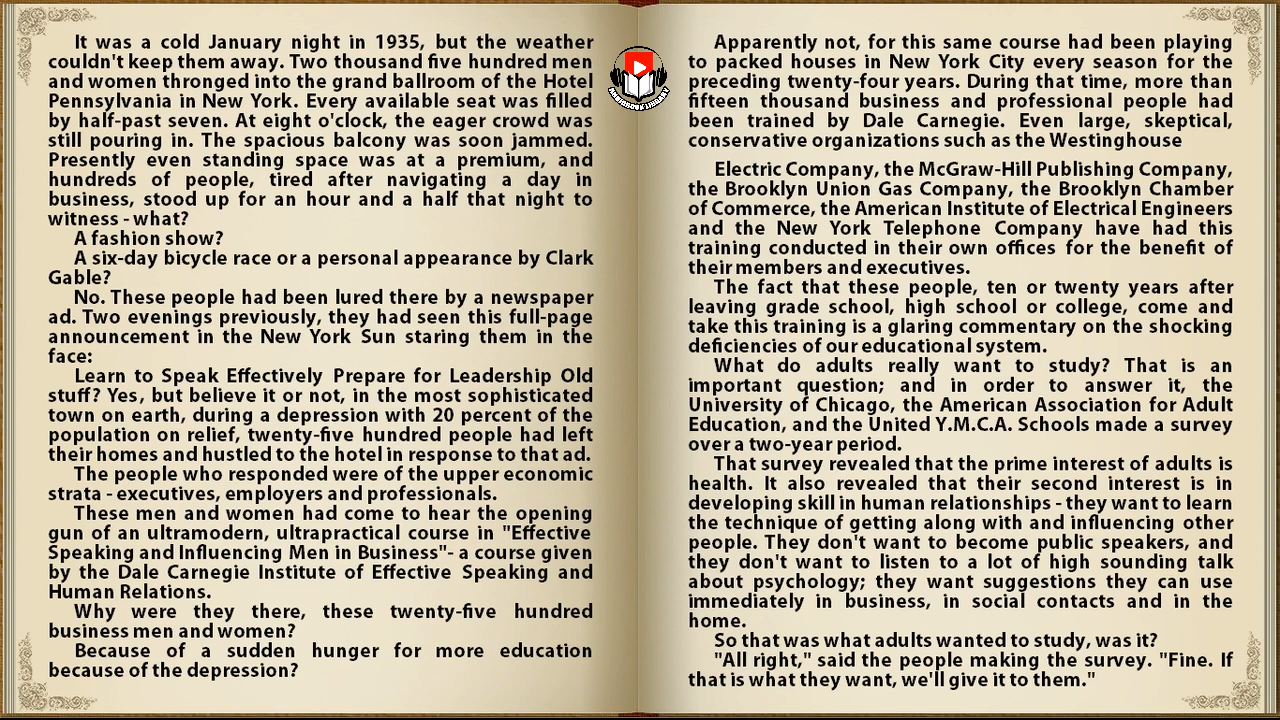 It was a cold January night in 1935, but the weather
couldn't keep them away. Two thousand five hundred men
and women thronged into the grand ballroom of the Hotel
Pennsylvania in New York. Every available seat was filled
by half-past seven. At eight o'clock, the eager crowd was
still pouring in. The spacious balcony was soon jammed.
Presently even standing space was at a premium, and
hundreds of people, tired after navigating a day in
business, stood up for an hour and a half that night to
witness - what?
A fashion show?
A six-day bicycle race or a personal appearance by Clark
Gable?
No. These people had been lured there by a newspaper
ad. Two evenings previously, they had seen this full-page
announcement in the New York Sun staring them in the
face:
Learn to Speak Effectively Prepare for Leadership Old
stuff? Yes, but believe it or not, in the most sophisticated
town on earth, during a depression with 20 percent of the
population on relief, twenty-five hundred people had left
their homes and hustled to the hotel in response to that ad.
The people who responded were of the upper economic
strata - executives, employers and professionals.
These men and women had come to hear the opening
gun of an ultramodern, ultrapractical course in "Effective
Speaking and Influencing Men in Business"- a course given
by the Dale Carnegie Institute of Effective Speaking and
Human Relations.
Why were they there, these twenty-five hundred
business men and women?
Because of a sudden hunger for more education
because of the depression?
Apparently not, for this same course had been playing
to packed houses in New York City every season for the
preceding twenty-four years. During that time, more than
fifteen thousand business and professional people had
been trained by Dale Carnegie. Even large, skeptical,
conservative organizations such as the Westinghouse
Electric Company, the McGraw-Hill Publishing Company,
the Brooklyn Union Gas Company, the Brooklyn Chamber
of Commerce, the American Institute of Electrical Engineers
and the New York Telephone Company have had this
training conducted in their own offices for the benefit of
their members and executives.
The fact that these people, ten or twenty years after
leaving grade school, high school or college, come and
take this training is a glaring commentary on the shocking
deficiencies of our educational system.
What do adults really want to study? That is an
important question; and in order to answer it, the
University of Chicago, the American Association for Adult
Education, and the United Y.M.C.A. Schools made a survey
over a two-year period.
That survey revealed that the prime interest of adults is
health. It also revealed that their second interest is in
developing skill in human relationships - they want to learn
the technique of getting along with and influencing other
people. They don't want to become public speakers, and
they don't want to listen to a lot of high sounding talk
about psychology; they want suggestions they can use
immediately in business, in social contacts and in the
home.
So that was what adults wanted to study, was it?
"All right," said the people making the survey. "Fine. If
that is what they want, we'll give it to them."